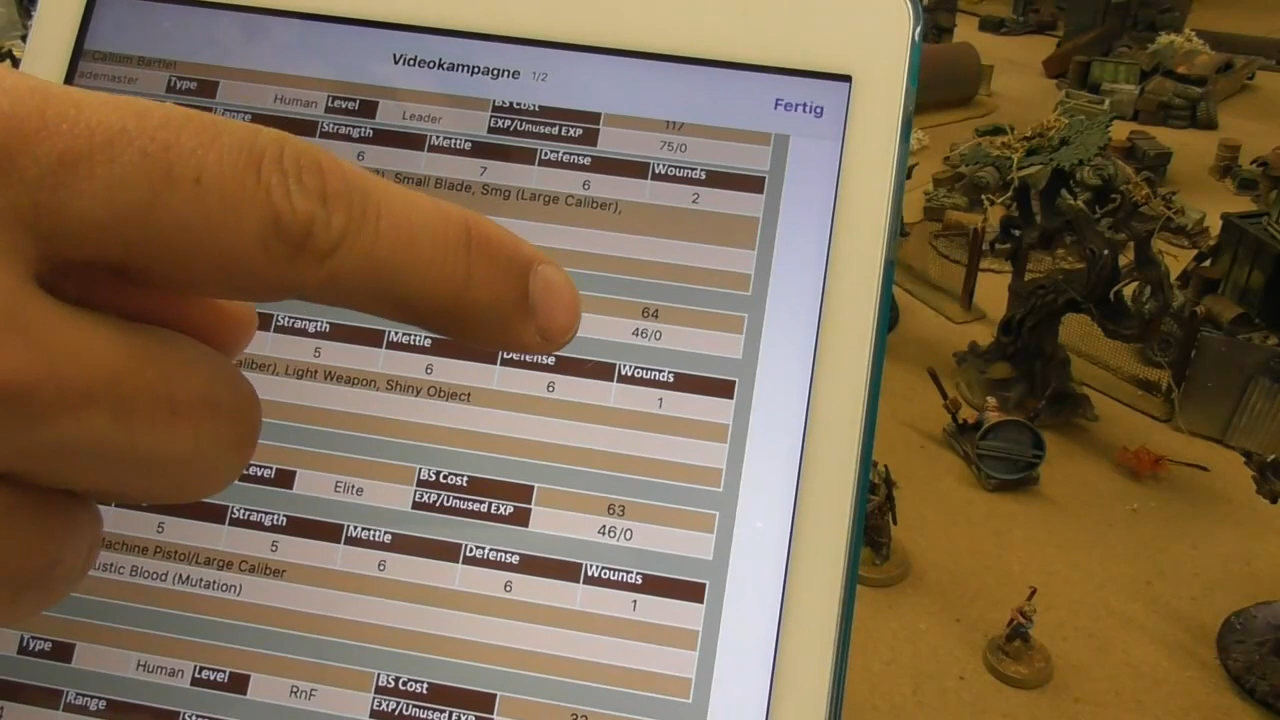 Videokampagne 1/2
Fertig
Callum Bartlel
ademaster Type Human Level Leader BS Cost 117
EXP/Unused EXP 75/0
Range Strangth Mettle Defense Wounds
6 7 6 2
Small Blade, Smg (Large Caliber),
64
46/0
Strangth Mettle Defense Wounds
5 6 6 1
aliber), Light Weapon, Shiny Object
Level Elite BS Cost 63
EXP/Unused EXP 46/0
Strangth Mettle Defense Wounds
5 5 6 6 1
Machine Pistol/Large Caliber
ustic Blood (Mutation)
Type Human Level RnF BS Cost
EXP/Unused EXP
Range